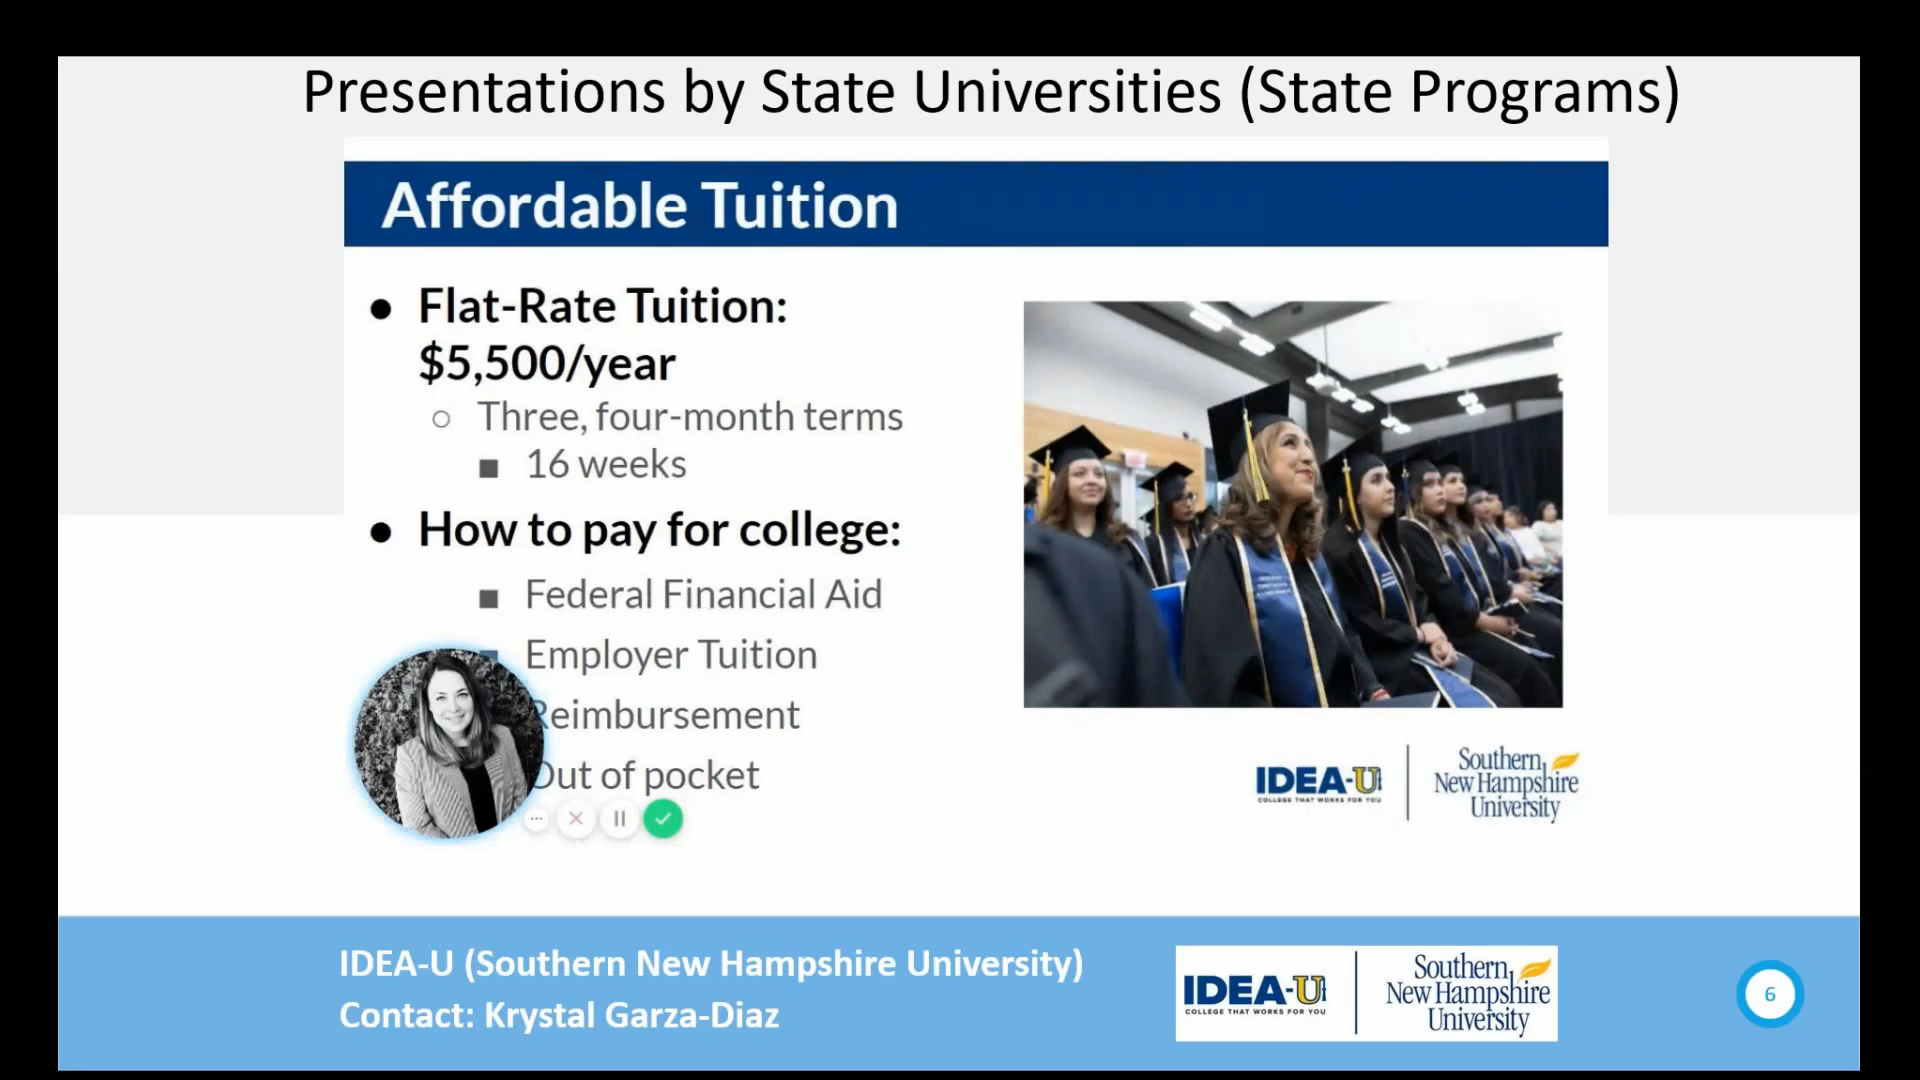 Presentations by State Universities (State Programs)
Affordable Tuition
● Flat-Rate Tuition:
$5,500/year
○ Three, four-month terms
■ 16 weeks
● How to pay for college:
■ Federal Financial Aid
■ Employer Tuition
Reimbursement
Out of pocket
IDEA-U
COLLEGE THAT WORKS FOR YOU
Southern
New Hampshire
University
IDEA-U (Southern New Hampshire University)
Contact: Krystal Garza-Diaz
IDEA-U
COLLEGE THAT WORKS FOR YOU
Southern
New Hampshire
University
6